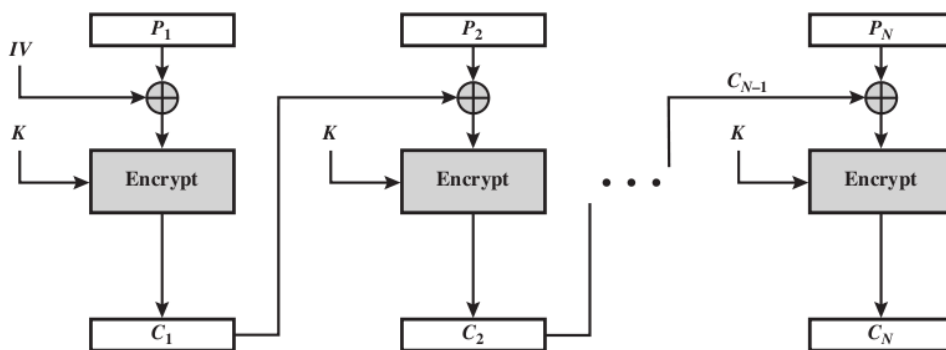 P1 P2 PN
IV
CN–1
K K K
Encrypt Encrypt Encrypt
C1 C2 CN